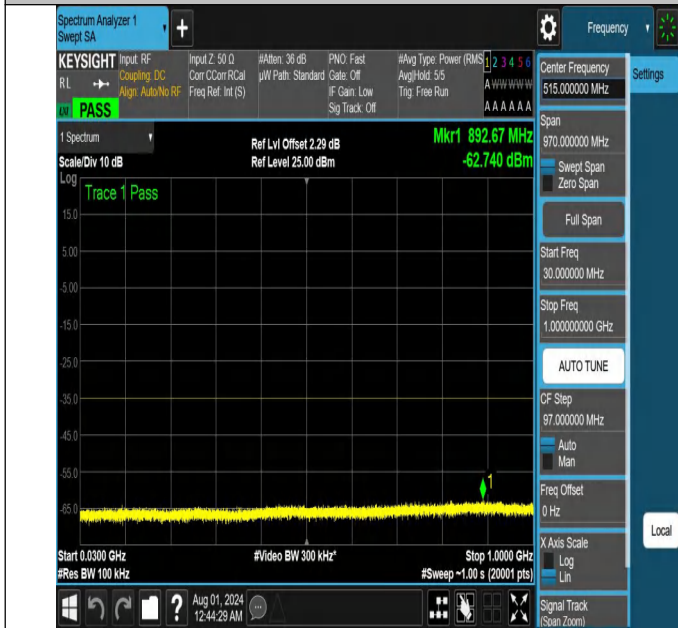 Spectrum Analyzer 1
Swept SA
+
Frequency
KEYSIGHT
RL
PASS
Input: RF
Coupling: DC
Align: Auto/No RF
Input Z: 50 Ω
Corr CCorr RCal
Freq Ref: Int (S)
#Atten: 36 dB
µW Path: Standard
PNO: Fast
Gate: Off
IF Gain: Low
Sig Track: Off
#Avg Type: Power (RMS
Avg|Hold: 5/5
Trig: Free Run
1 2 3 4 5 6
A W W W W W
A A A A A A
1 Spectrum
Scale/Div 10 dB
Log
Ref Lvl Offset 2.29 dB
Ref Level 25.00 dBm
Mkr1 892.67 MHz
-62.740 dBm
Trace 1 Pass
15.0
5.00
-5.00
-15.0
-25.0
-35.0
-45.0
-55.0
-65.0
1
Start 0.0300 GHz
#Res BW 100 kHz
#Video BW 300 kHz*
Stop 1.0000 GHz
#Sweep ~1.00 s (20001 pts)
Aug 01, 2024
12:44:29 AM
?
Center Frequency
515.000000 MHz
Settings
Span
970.000000 MHz
Swept Span
Zero Span
Full Span
Start Freq
30.000000 MHz
Stop Freq
1.000000000 GHz
AUTO TUNE
CF Step
97.000000 MHz
Auto
Man
Freq Offset
0 Hz
X Axis Scale
Log
Lin
Local
Signal Track
(Span Zoom)